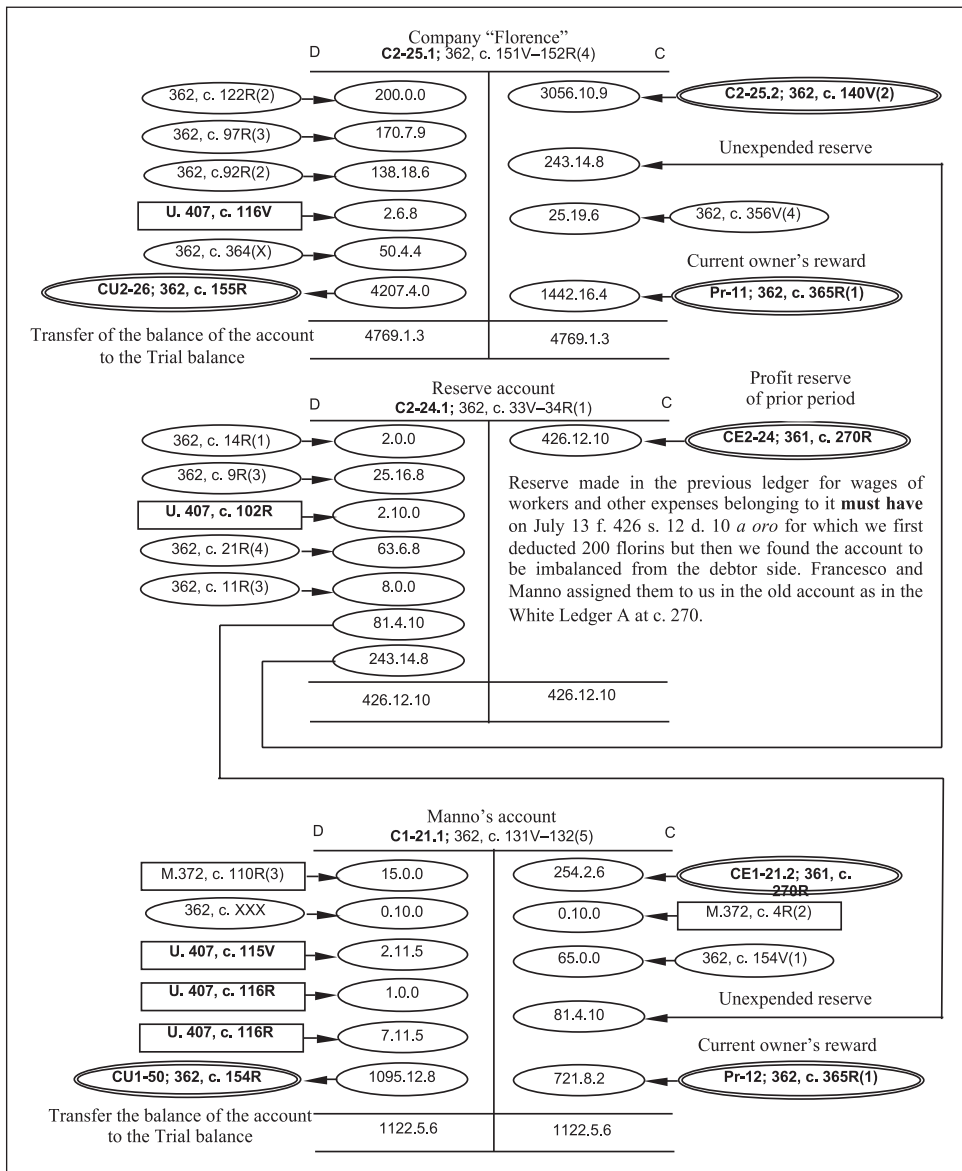 Company “Florence”
D C2-25.1; 362, c. 151V–152R(4) C
362, c. 122R(2) 200.0.0 3056.10.9 C2-25.2; 362, c. 140V(2)
362, c. 97R(3) 170.7.9 Unexpended reserve
362, c.92R(2) 138.18.6 243.14.8
U. 407, c. 116V 2.6.8 25.19.6 362, c. 356V(4)
362, c. 364(X) 50.4.4 Current owner’s reward
CU2-26; 362, c. 155R 4207.4.0 1442.16.4 Pr-11; 362, c. 365R(1)
Transfer of the balance of the account
to the Trial balance
4769.1.3 4769.1.3
Reserve account
D C2-24.1; 362, c. 33V–34R(1) C
Profit reserve
of prior period
362, c. 14R(1) 2.0.0 426.12.10 CE2-24; 361, c. 270R
362, c. 9R(3) 25.16.8
U. 407, c. 102R 2.10.0
362, c. 21R(4) 63.6.8
362, c. 11R(3) 8.0.0
81.4.10
243.14.8
426.12.10 426.12.10
Reserve made in the previous ledger for wages of
workers and other expenses belonging to it must have
on July 13 f. 426 s. 12 d. 10 a oro for which we first
deducted 200 florins but then we found the account to
be imbalanced from the debtor side. Francesco and
Manno assigned them to us in the old account as in the
White Ledger A at c. 270.
Manno’s account
D C1-21.1; 362, c. 131V–132(5) C
M.372, c. 110R(3) 15.0.0 254.2.6 CE1-21.2; 361, c.
270R
362, c. XXX 0.10.0 0.10.0 M.372, c. 4R(2)
U. 407, c. 115V 2.11.5 65.0.0 362, c. 154V(1)
U. 407, c. 116R 1.0.0 Unexpended reserve
81.4.10
U. 407, c. 116R 7.11.5 Current owner’s reward
CU1-50; 362, c. 154R 1095.12.8 721.8.2 Pr-12; 362, c. 365R(1)
Transfer the balance of the account
to the Trial balance
1122.5.6 1122.5.6